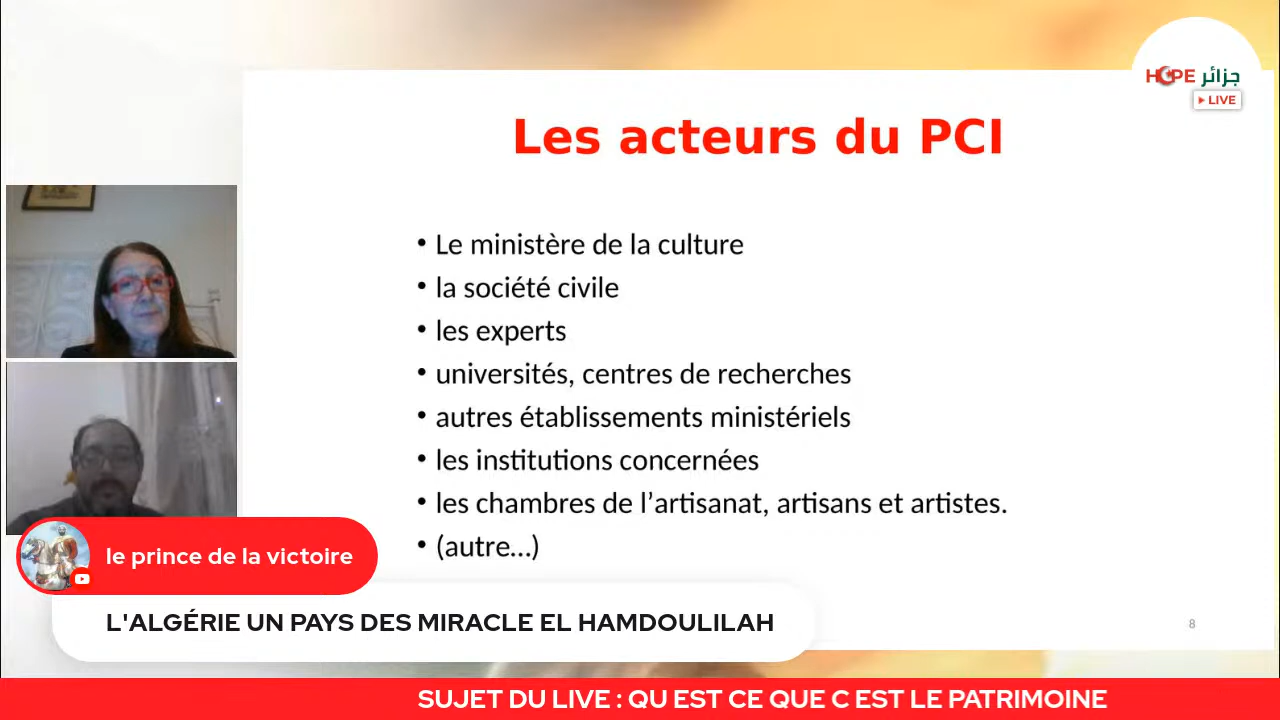 HOPE جزائر
LIVE
Les acteurs du PCI
• Le ministère de la culture
• la société civile
• les experts
• universités, centres de recherches
• autres établissements ministériels
• les institutions concernées
• les chambres de l’artisanat, artisans et artistes.
• (autre...)
le prince de la victoire
L'ALGÉRIE UN PAYS DES MIRACLE EL HAMDOULILAH
8
SUJET DU LIVE : QU EST CE QUE C EST LE PATRIMOINE